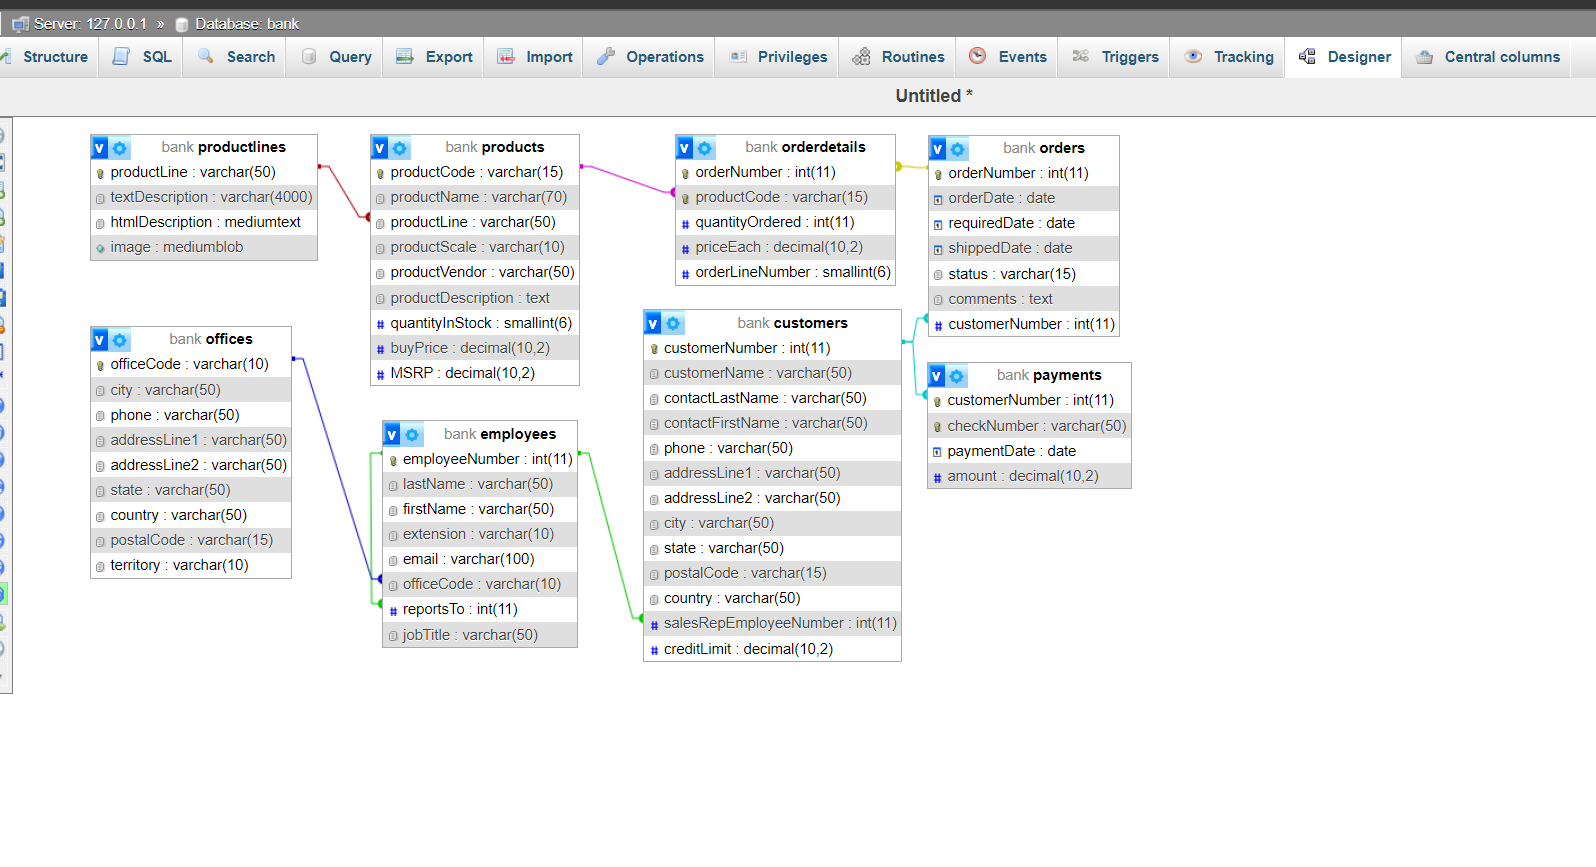 Server: 127.0.0.1 » Database: bank
Structure SQL Search Query Export Import Operations Privileges Routines Events Triggers Tracking Designer Central columns
Untitled *
v bank productlines
productLine : varchar(50)
textDescription : varchar(4000)
htmlDescription : mediumtext
image : mediumblob
v bank products
productCode : varchar(15)
productName : varchar(70)
productLine : varchar(50)
productScale : varchar(10)
productVendor : varchar(50)
productDescription : text
# quantityInStock : smallint(6)
# buyPrice : decimal(10,2)
# MSRP : decimal(10,2)
v bank orderdetails
orderNumber : int(11)
productCode : varchar(15)
# quantityOrdered : int(11)
# priceEach : decimal(10,2)
# orderLineNumber : smallint(6)
v bank orders
orderNumber : int(11)
orderDate : date
requiredDate : date
shippedDate : date
status : varchar(15)
comments : text
# customerNumber : int(11)
v bank offices
officeCode : varchar(10)
city : varchar(50)
phone : varchar(50)
addressLine1 : varchar(50)
addressLine2 : varchar(50)
state : varchar(50)
country : varchar(50)
postalCode : varchar(15)
territory : varchar(10)
v bank employees
employeeNumber : int(11)
lastName : varchar(50)
firstName : varchar(50)
extension : varchar(10)
email : varchar(100)
officeCode : varchar(10)
# reportsTo : int(11)
jobTitle : varchar(50)
v bank customers
customerNumber : int(11)
customerName : varchar(50)
contactLastName : varchar(50)
contactFirstName : varchar(50)
phone : varchar(50)
addressLine1 : varchar(50)
addressLine2 : varchar(50)
city : varchar(50)
state : varchar(50)
postalCode : varchar(15)
country : varchar(50)
# salesRepEmployeeNumber : int(11)
# creditLimit : decimal(10,2)
v bank payments
customerNumber : int(11)
checkNumber : varchar(50)
paymentDate : date
# amount : decimal(10,2)